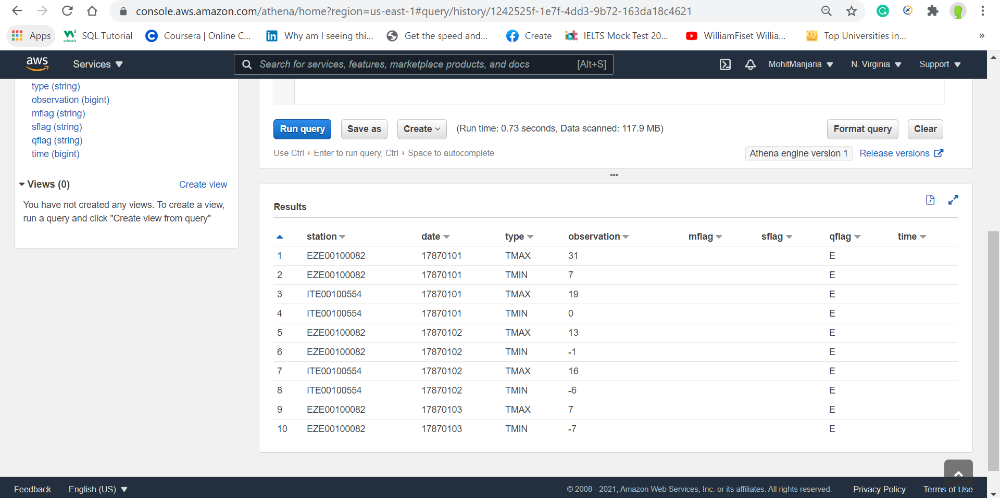 console.aws.amazon.com/athena/home?region=us-east-1#query/history/1242525f-1e7f-4dd3-9b72-163da18c4621
Apps
W3 schools SQL Tutorial
Coursera | Online C...
Why am I seeing thi...
Get the speed and...
Create
IELTS Mock Test 20...
WilliamFiset Willia...
Top Universities in...
»
aws
Services
Search for services, features, marketplace products, and docs [Alt+S]
MohitManjaria
N. Virginia
Support
type (string)
observation (bigint)
mflag (string)
sflag (string)
qflag (string)
time (bigint)
Views (0) Create view
You have not created any views. To create a view,
run a query and click "Create view from query"
Run query Save as Create (Run time: 0.73 seconds, Data scanned: 117.9 MB) Format query Clear
Use Ctrl + Enter to run query, Ctrl + Space to autocomplete Athena engine version 1 Release versions
Results
station date type observation mflag sflag qflag time
1 EZE00100082 17870101 TMAX 31 E
2 EZE00100082 17870101 TMIN 7 E
3 ITE00100554 17870101 TMAX 19 E
4 ITE00100554 17870101 TMIN 0 E
5 EZE00100082 17870102 TMAX 13 E
6 EZE00100082 17870102 TMIN -1 E
7 ITE00100554 17870102 TMAX 16 E
8 ITE00100554 17870102 TMIN -6 E
9 EZE00100082 17870103 TMAX 7 E
10 EZE00100082 17870103 TMIN -7 E
Feedback English (US) © 2008 - 2021, Amazon Web Services, Inc. or its affiliates. All rights reserved. Privacy Policy Terms of Use